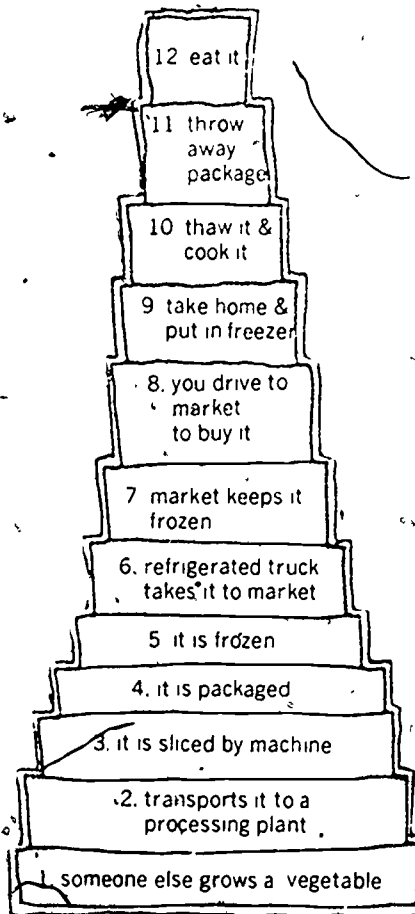 12 eat it
11 throw
away
package
10 thaw it &
cook it
9 take home &
put in freezer
8. you drive to
market
to buy it
7 market keeps it
frozen
6. refrigerated truck
takes it to market
5 it is frozen
4. it is packaged
3. it is sliced by machine
2. transports it to a
processing plant
1 someone else grows a vegetable